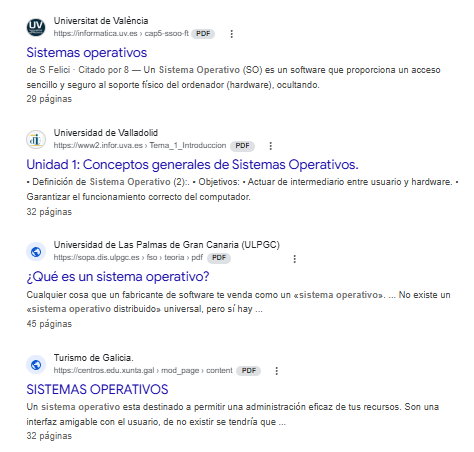 Universitat de València
https://informatica.uv.es › cap5-ssoo-ft PDF
Sistemas operativos
de S Felici · Citado por 8 — Un Sistema Operativo (SO) es un software que proporciona un acceso
sencillo y seguro al soporte físico del ordenador (hardware), ocultando.
29 páginas
Universidad de Valladolid
https://www2.infor.uva.es › Tema_1_Introduccion PDF
Unidad 1: Conceptos generales de Sistemas Operativos.
• Definición de Sistema Operativo (2):. • Objetivos: • Actuar de intermediario entre usuario y hardware. •
Garantizar el funcionamiento correcto del computador.
32 páginas
Universidad de Las Palmas de Gran Canaria (ULPGC)
https://sopa.dis.ulpgc.es › fso › teoria › pdf PDF
¿Qué es un sistema operativo?
Cualquier cosa que un fabricante de software te venda como un «sistema operativo». ... No existe un
«sistema operativo distribuido» universal, pero sí hay ...
45 páginas
Turismo de Galicia.
https://centros.edu.xunta.gal › mod_page › content PDF
SISTEMAS OPERATIVOS
Un sistema operativo esta destinado a permitir una administración eficaz de tus recursos. Son una
interfaz amigable con el usuario, de no existir se tendría que ...
32 páginas